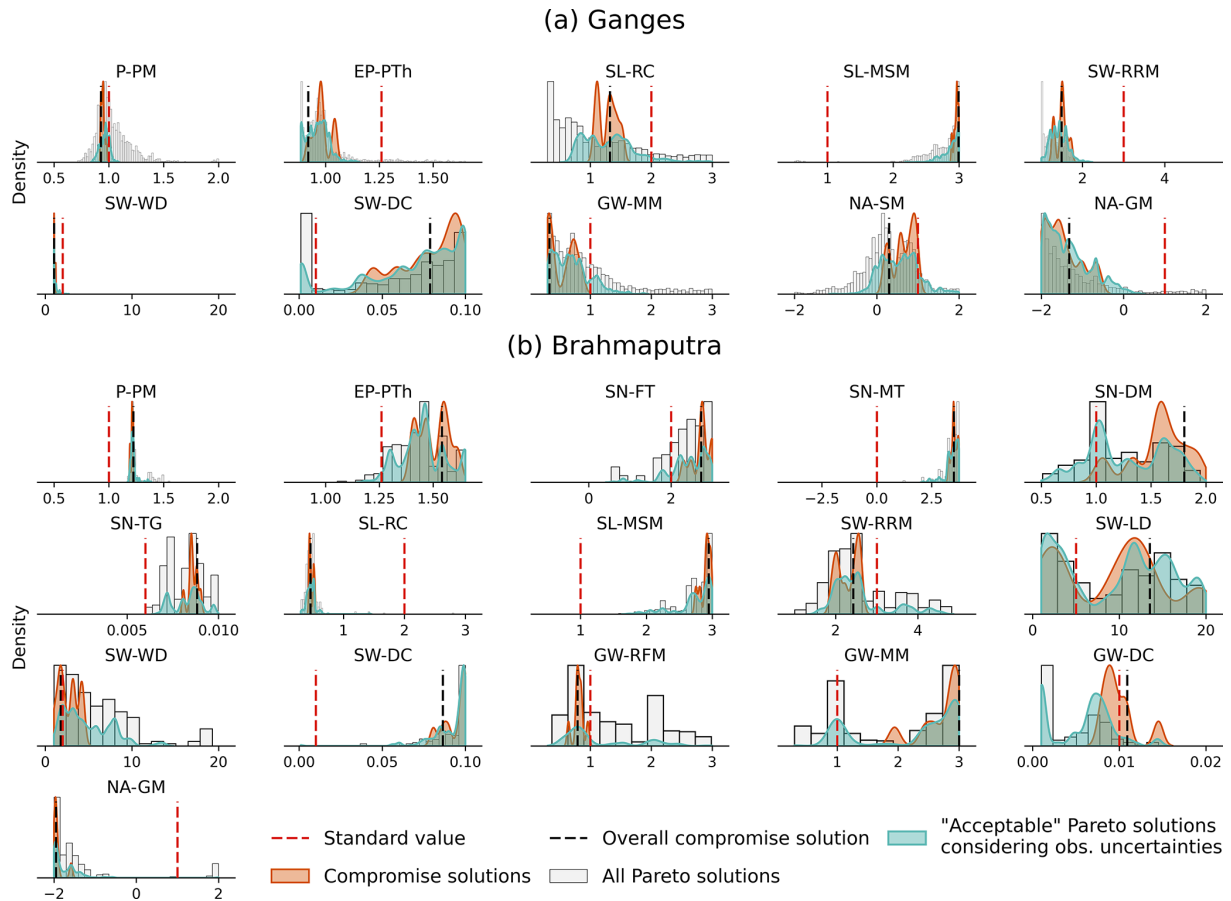 (a) Ganges
P-PM EP-PTh SL-RC SL-MSM SW-RRM
Density
0.5 1.0 1.5 2.0 1.00 1.25 1.50 1 2 3 1 2 3 2 4
SW-WD SW-DC GW-MM NA-SM NA-GM
0 10 20 0.00 0.05 0.10 1 2 3 −2 0 2 −2 0 2
(b) Brahmaputra
P-PM EP-PTh SN-FT SN-MT SN-DM
0.5 1.0 1.5 2.0 1.00 1.25 1.50 0 2 −2.5 0.0 2.5 0.5 1.0 1.5 2.0
SN-TG SL-RC SL-MSM SW-RRM SW-LD
0.005 0.010 1 2 3 1 2 3 2 4 0 10 20
Density
SW-WD SW-DC GW-RFM GW-MM GW-DC
0 10 20 0.00 0.05 0.10 1 2 3 1 2 3 0.00 0.01 0.02
NA-GM
−2 0 2
Standard value
Overall compromise solution
"Acceptable" Pareto solutions
considering obs. uncertainties
Compromise solutions
All Pareto solutions